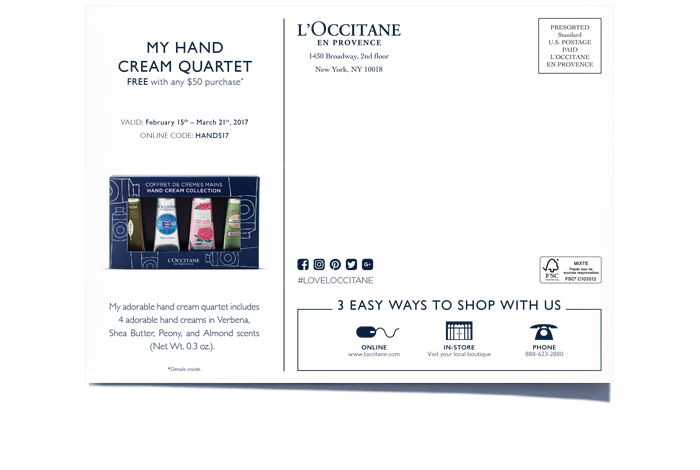 MY HAND
CREAM QUARTET
FREE with any $50 purchase*
VALID: February 15th – March 21st, 2017
ONLINE CODE: HANDS17
COFFRET DE CRÈMES MAINS
HAND CREAM COLLECTION
L'OCCITANE
EN PROVENCE
My adorable hand cream quartet includes
4 adorable hand creams in Verbena,
Shea Butter, Peony, and Almond scents
(Net Wt. 0.3 oz.).
*Details inside.
L'OCCITANE
EN PROVENCE
1430 Broadway, 2nd floor
New York, NY 10018
PRESORTED
Standard
U.S. POSTAGE
PAID
L'OCCITANE
EN PROVENCE
#LOVELOCCITANE
FSC
MIXTE
Papier issu de
sources responsables
FSC® C103512
3 EASY WAYS TO SHOP WITH US
ONLINE
www.loccitane.com
IN-STORE
Visit your local boutique
PHONE
888-623-2880